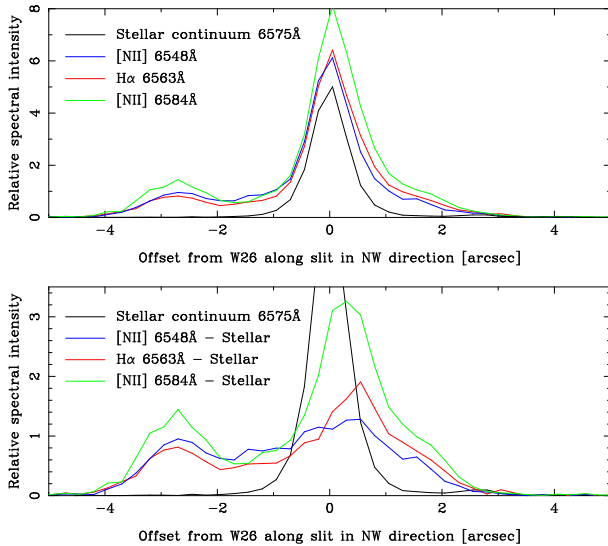 8
6
4
2
0
Relative spectral intensity
Stellar continuum 6575Å
[NII] 6548Å
Hα 6563Å
[NII] 6584Å
−4 −2 0 2 4
Offset from W26 along slit in NW direction [arcsec]
3
2
1
0
Relative spectral intensity
Stellar continuum 6575Å
[NII] 6548Å − Stellar
Hα 6563Å − Stellar
[NII] 6584Å − Stellar
−4 −2 0 2 4
Offset from W26 along slit in NW direction [arcsec]